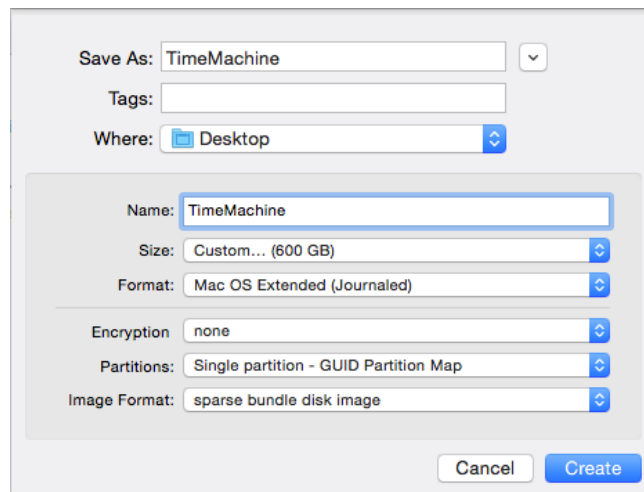 Save As: TimeMachine
Tags:
Where: Desktop
Name: TimeMachine
Size: Custom... (600 GB)
Format: Mac OS Extended (Journaled)
Encryption none
Partitions: Single partition - GUID Partition Map
Image Format: sparse bundle disk image
Cancel Create